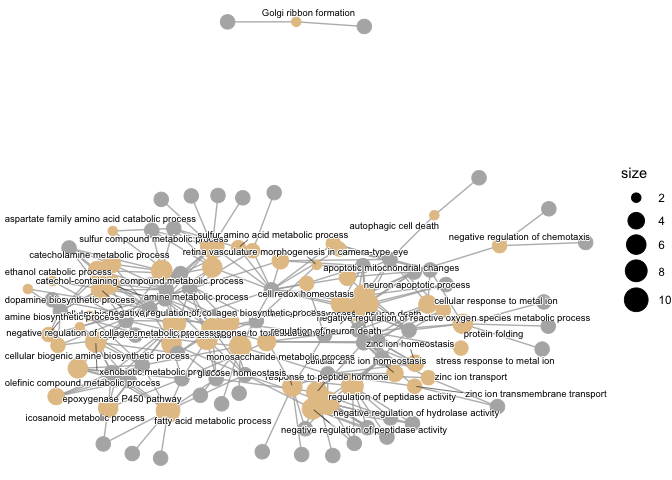 Golgi ribbon formation
size
2
4
6
8
10
aspartate family amino acid catabolic process
autophagic cell death
sulfur compound metabolic process
sulfur amino acid metabolic process
negative regulation of chemotaxis
catecholamine metabolic process
retina vasculature morphogenesis in camera-type eye
ethanol catabolic process
apoptotic mitochondrial changes
catechol-containing compound metabolic process
neuron apoptotic process
dopamine biosynthetic process
amine metabolic process
cell redox homeostasis
cellular response to metal ion
amine biosynthetic process
negative regulation of collagen biosynthetic process
neuron death
negative regulation of reactive oxygen species metabolic process
negative regulation of collagen metabolic process
response to
regulation of neuron death
protein folding
zinc ion homeostasis
cellular biogenic amine biosynthetic process
monosaccharide metabolic process
cellular zinc ion homeostasis
stress response to metal ion
xenobiotic metabolic process
glucose homeostasis
response to peptide hormone
zinc ion transport
olefinic compound metabolic process
epoxygenase P450 pathway
regulation of peptidase activity
zinc ion transmembrane transport
icosanoid metabolic process
fatty acid metabolic process
negative regulation of hydrolase activity
negative regulation of peptidase activity